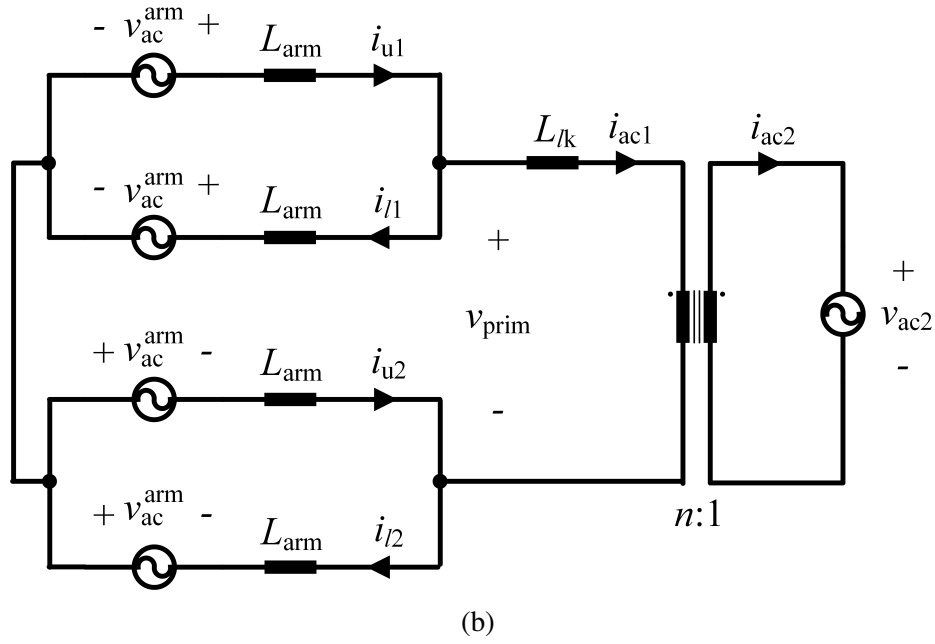 - v_ac^arm + L_arm i_u1
- v_ac^arm + L_arm i_l1
L_lk i_ac1 i_ac2
+ v_prim -
+ v_ac2 -
+ v_ac^arm - L_arm i_u2
+ v_ac^arm - L_arm i_l2
n:1
(b)